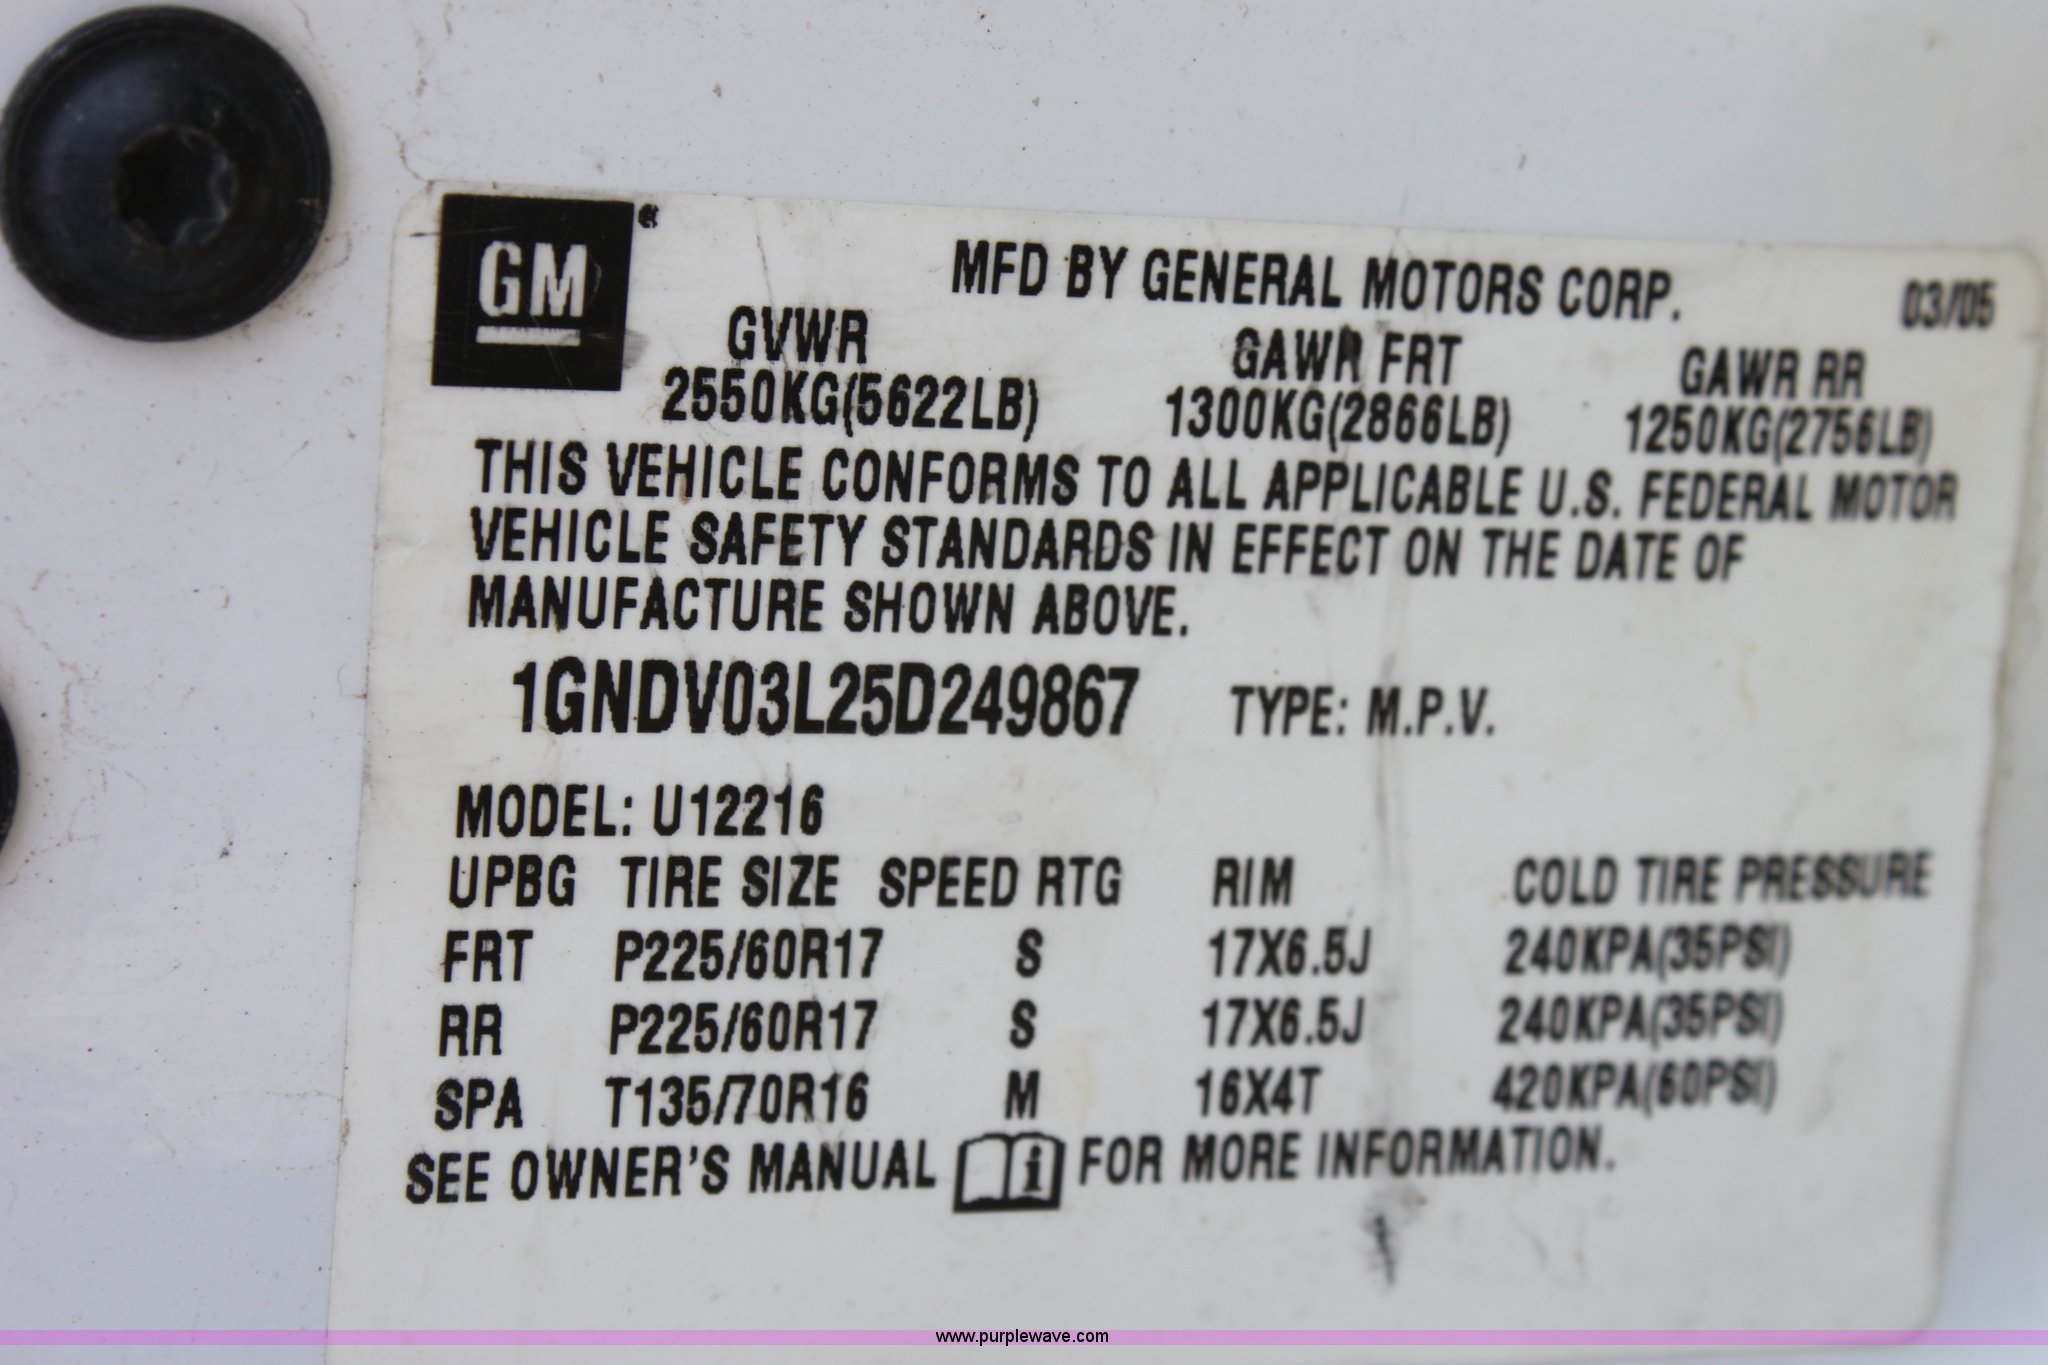 GM
MFD BY GENERAL MOTORS CORP. 03/05
GVWR GAWR FRT GAWR RR
2550KG(5622LB) 1300KG(2866LB) 1250KG(2756LB)
THIS VEHICLE CONFORMS TO ALL APPLICABLE U.S. FEDERAL MOTOR
VEHICLE SAFETY STANDARDS IN EFFECT ON THE DATE OF
MANUFACTURE SHOWN ABOVE.
1GNDV03L25D249867 TYPE: M.P.V.
MODEL: U12216
UPBG TIRE SIZE SPEED RTG RIM COLD TIRE PRESSURE
FRT P225/60R17 S 17X6.5J 240KPA(35PSI)
RR P225/60R17 S 17X6.5J 240KPA(35PSI)
SPA T135/70R16 M 16X4T 420KPA(60PSI)
SEE OWNER'S MANUAL i FOR MORE INFORMATION.
www.purplewave.com